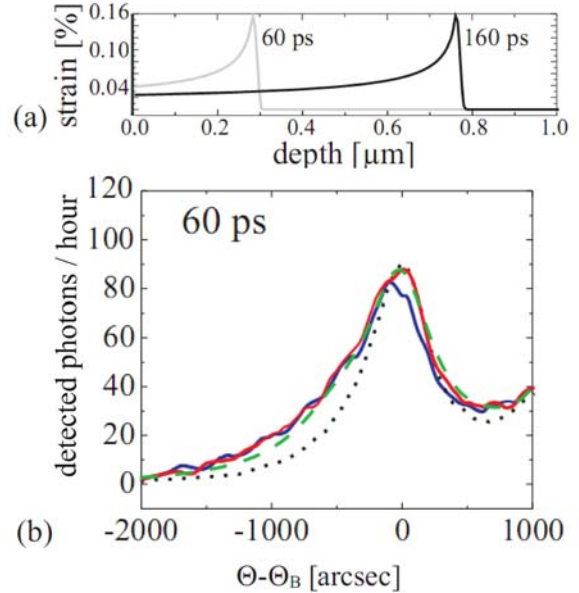 0.16
strain [%]
60 ps
160 ps
0.04
(a)
0.0
0.2
0.4
0.6
0.8
1.0
depth [μm]
120
60 ps
100
80
60
40
20
0
detected photons / hour
-2000
-1000
0
1000
(b)
Θ-Θ_B [arcsec]